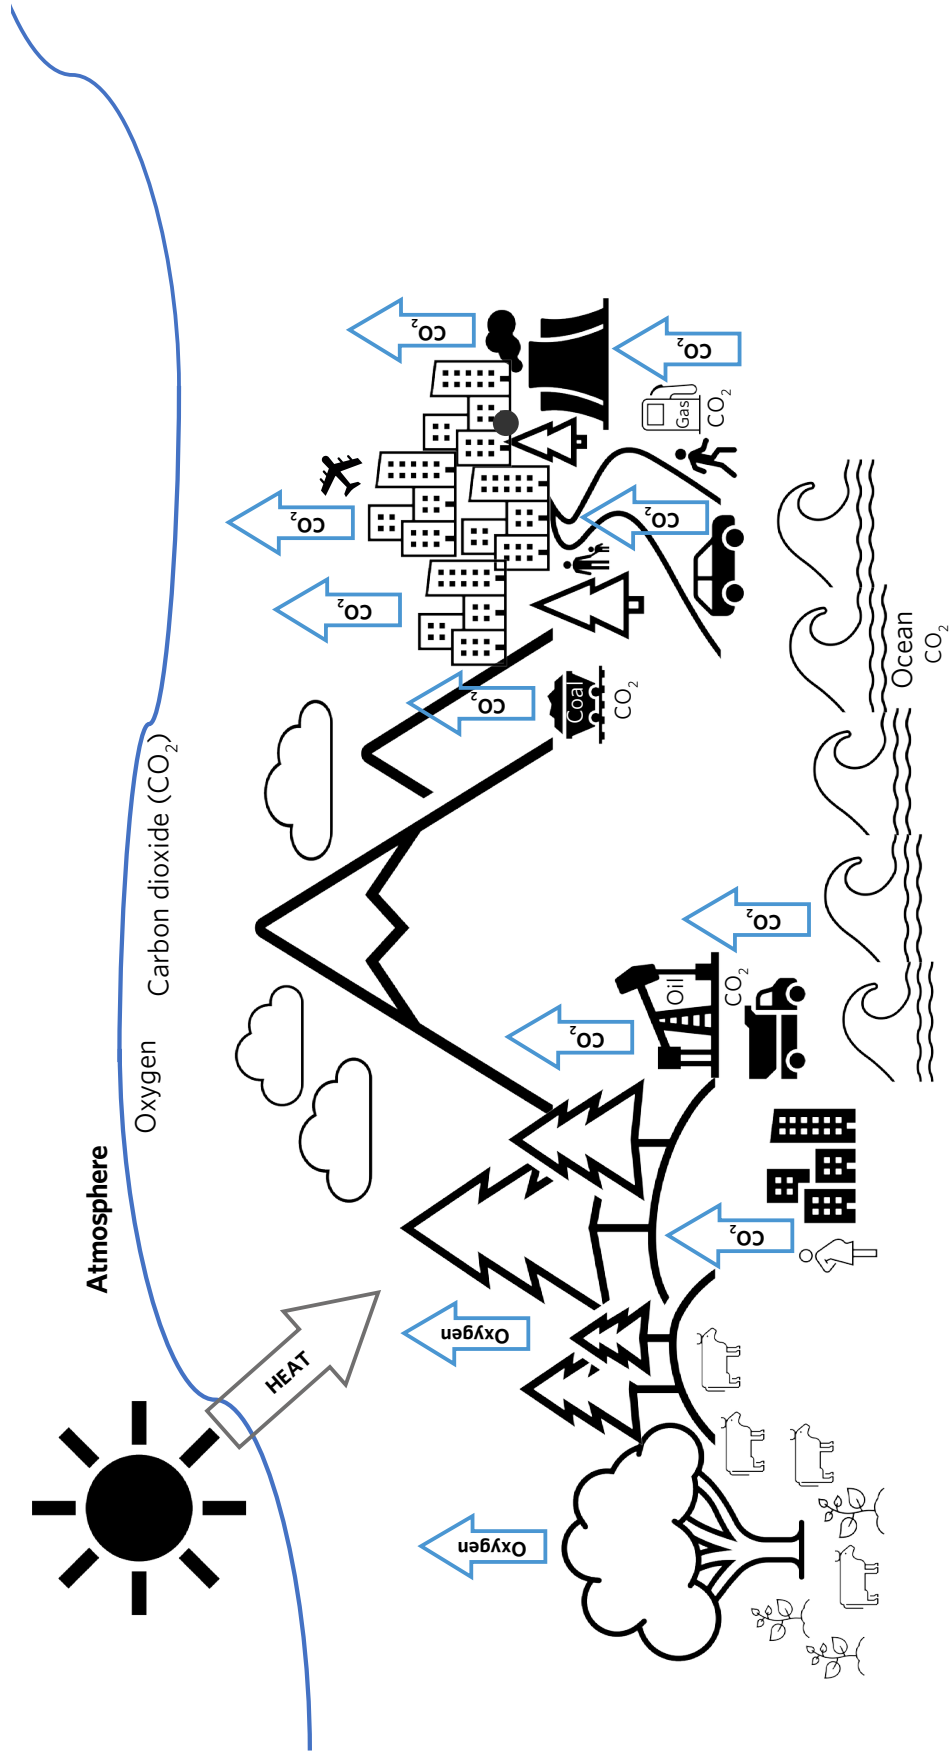 Atmosphere
Oxygen
Carbon dioxide (CO₂)
HEAT
Oxygen
Oxygen
CO₂
CO₂
Oil
CO₂
CO₂
CO₂
Coal
CO₂
CO₂
CO₂
CO₂
CO₂
Gas
CO₂
CO₂
Ocean
CO₂